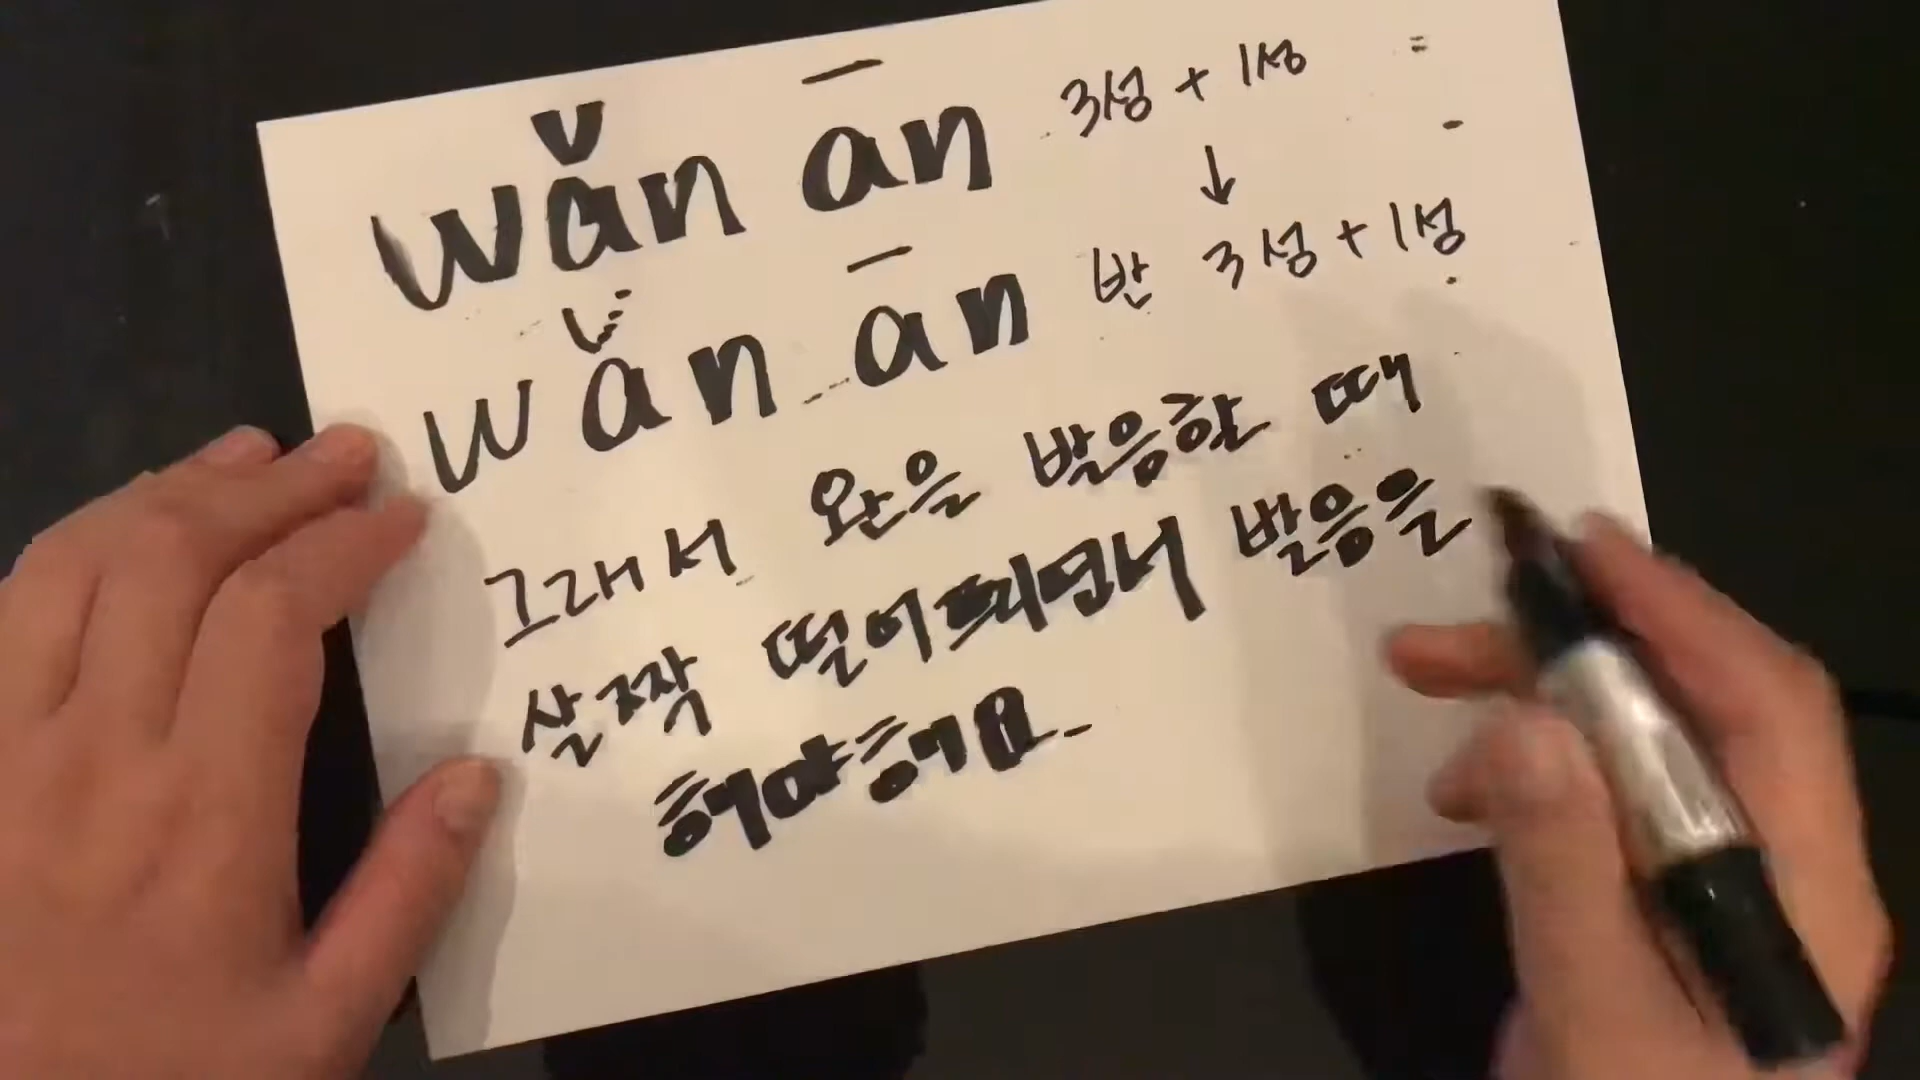 wǎn ān 3성 + 1성
↓
wǎn ān 반 3성 + 1성
그래서 완을 발음할 때
살짝 떨어뜨리면서 발음을
해야해요